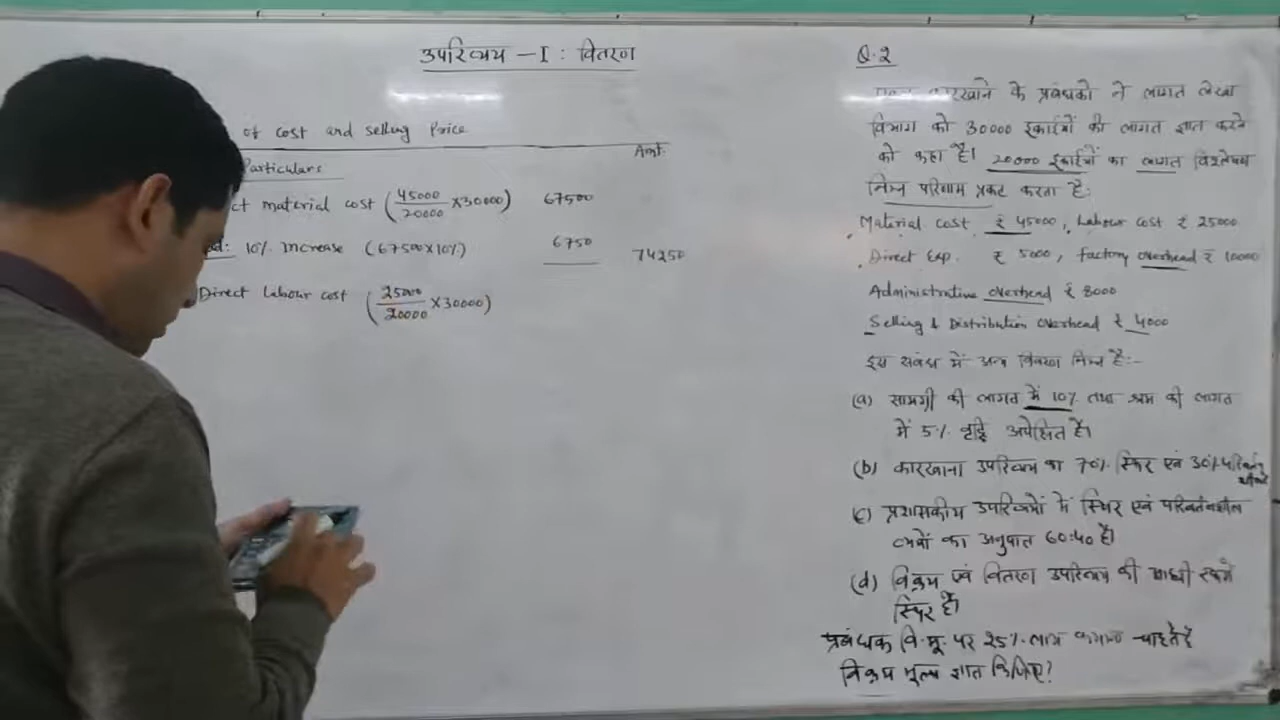 उपरिव्यय - I : वितरण
of cost and selling Price
Particulars
Amt.
ct material cost (45000/20000 x 30000) 67500
10% Increase (67500x10%) 6750 74250
Direct Labour cost (25000/20000 x 30000)
Q.2
कारखाने के प्रबंधकों ने लागत लेखा
विभाग को 30000 इकाईयों की लागत ज्ञात करने
को कहा है। 20000 इकाईयों का लागत विश्लेषण
निम्न परिणाम प्रकट करता है:
Material cost ₹ 45000, Labour cost ₹ 25000
Direct Exp. ₹ 5000, factory overhead ₹ 10000
Administrative overhead ₹ 8000
Selling & Distribution overhead ₹ 4000
इस संबंध में अन्य विवरण निम्न है:-
(a) सामग्री की लागत में 10% तथा श्रम की लागत
में 5% वृद्धि अपेक्षित है।
(b) कारखाना उपरिव्यय का 70% स्थिर एवं 30%
(c) प्रशासकीय उपरिव्ययों में स्थिर एवं परिवर्तनशील
व्ययों का अनुपात 60:40 है।
(d) विक्रय एवं वितरण उपरिव्यय की आधी रकम
स्थिर है।
प्रबंधक वि.मू. पर 25% लाभ कमाना चाहते है
विक्रय मूल्य ज्ञात किजिए?